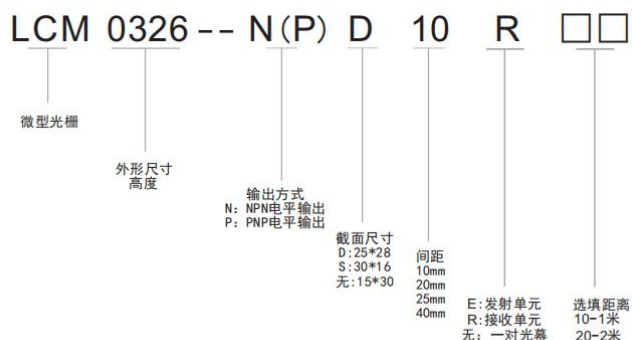 LCM 0326--N(P) D 10 R □□
微型光栅
外形尺寸
高度
输出方式
N: NPN电平输出
P: PNP电平输出
截面尺寸
D:25*28
S:30*16
无:15*30
间距
10mm
20mm
25mm
40mm
E:发射单元
R:接收单元
无: 一对光幕
选填距离
10-1米
20-2米